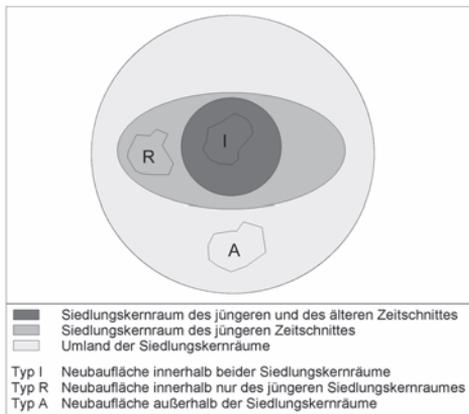 I
R
A
Siedlungskernraum des jüngeren und des älteren Zeitschnittes
Siedlungskernraum des jüngeren Zeitschnittes
Umland der Siedlungskernräume
Typ I Neubaufläche innerhalb beider Siedlungskernräume
Typ R Neubaufläche innerhalb nur des jüngeren Siedlungskernraumes
Typ A Neubaufläche außerhalb der Siedlungskernräume